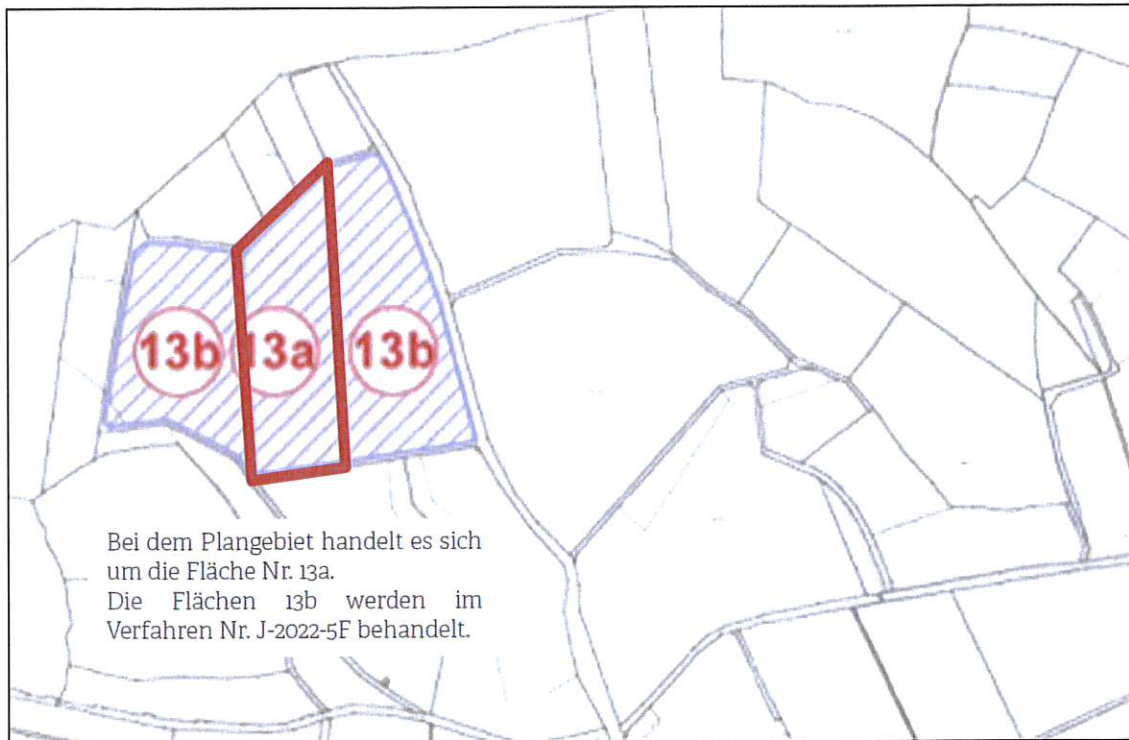 13b 13a 13b
Bei dem Plangebiet handelt es sich
um die Fläche Nr. 13a.
Die Flächen 13b werden im
Verfahren Nr. J-2022-5F behandelt.